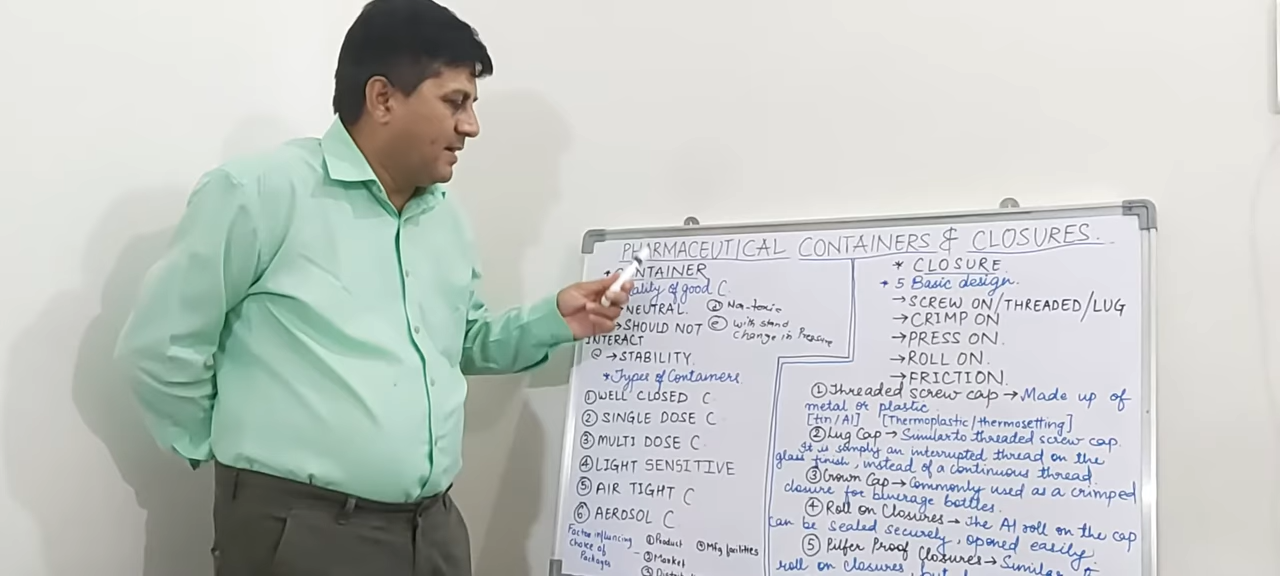 PHARMACEUTICAL CONTAINERS & CLOSURES.
* CONTAINER
Quality of good C.
→ NEUTRAL.
→ SHOULD NOT
INTERACT
ⓒ → STABILITY.
ⓓ Non-toxic
ⓔ with stand
change in Pressure
* Types of Containers
① WELL CLOSED C
② SINGLE DOSE C
③ MULTI DOSE C
④ LIGHT SENSITIVE
⑤ AIR TIGHT C
⑥ AEROSOL C
Factor influencing
choice of
Packages
① Product
② Market
③
④ Mfg facilities
* CLOSURE
* 5 Basic design.
→ SCREW ON/THREADED/LUG
→ CRIMP ON
→ PRESS ON.
→ ROLL ON.
→ FRICTION.
① Threaded screw cap → Made up of
metal or plastic.
[tin/Al] [Thermoplastic/thermosetting]
② Lug Cap → Similar to threaded screw cap.
It is simply an interrupted thread on the
glass finish, instead of a continuous thread.
③ Crown Cap → Commonly used as a crimped
closure for bewerage bottles.
④ Roll on Closures → The Al roll on the cap
can be sealed securely, opened easily
⑤ Pilfer Proof Closures → Similar to
roll on closures,